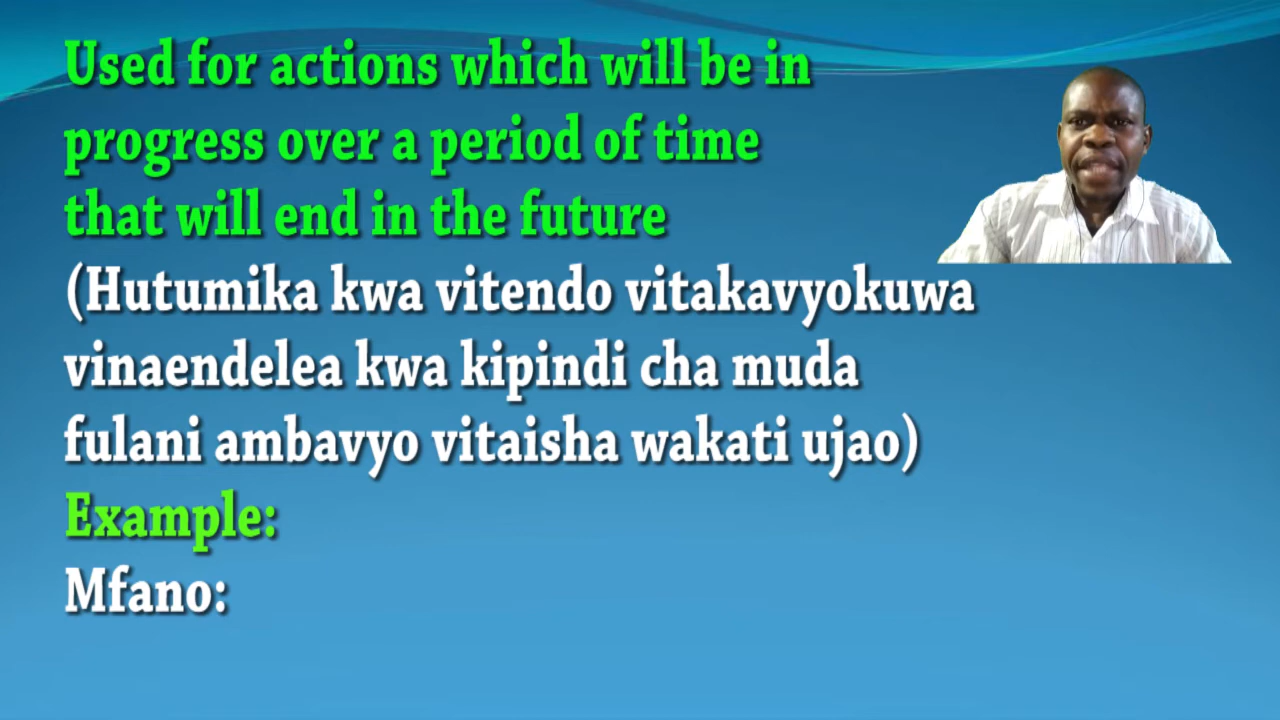 Used for actions which will be in
progress over a period of time
that will end in the future
(Hutumika kwa vitendo vitakavyokuwa
vinaendelea kwa kipindi cha muda
fulani ambavyo vitaisha wakati ujao)
Example:
Mfano: